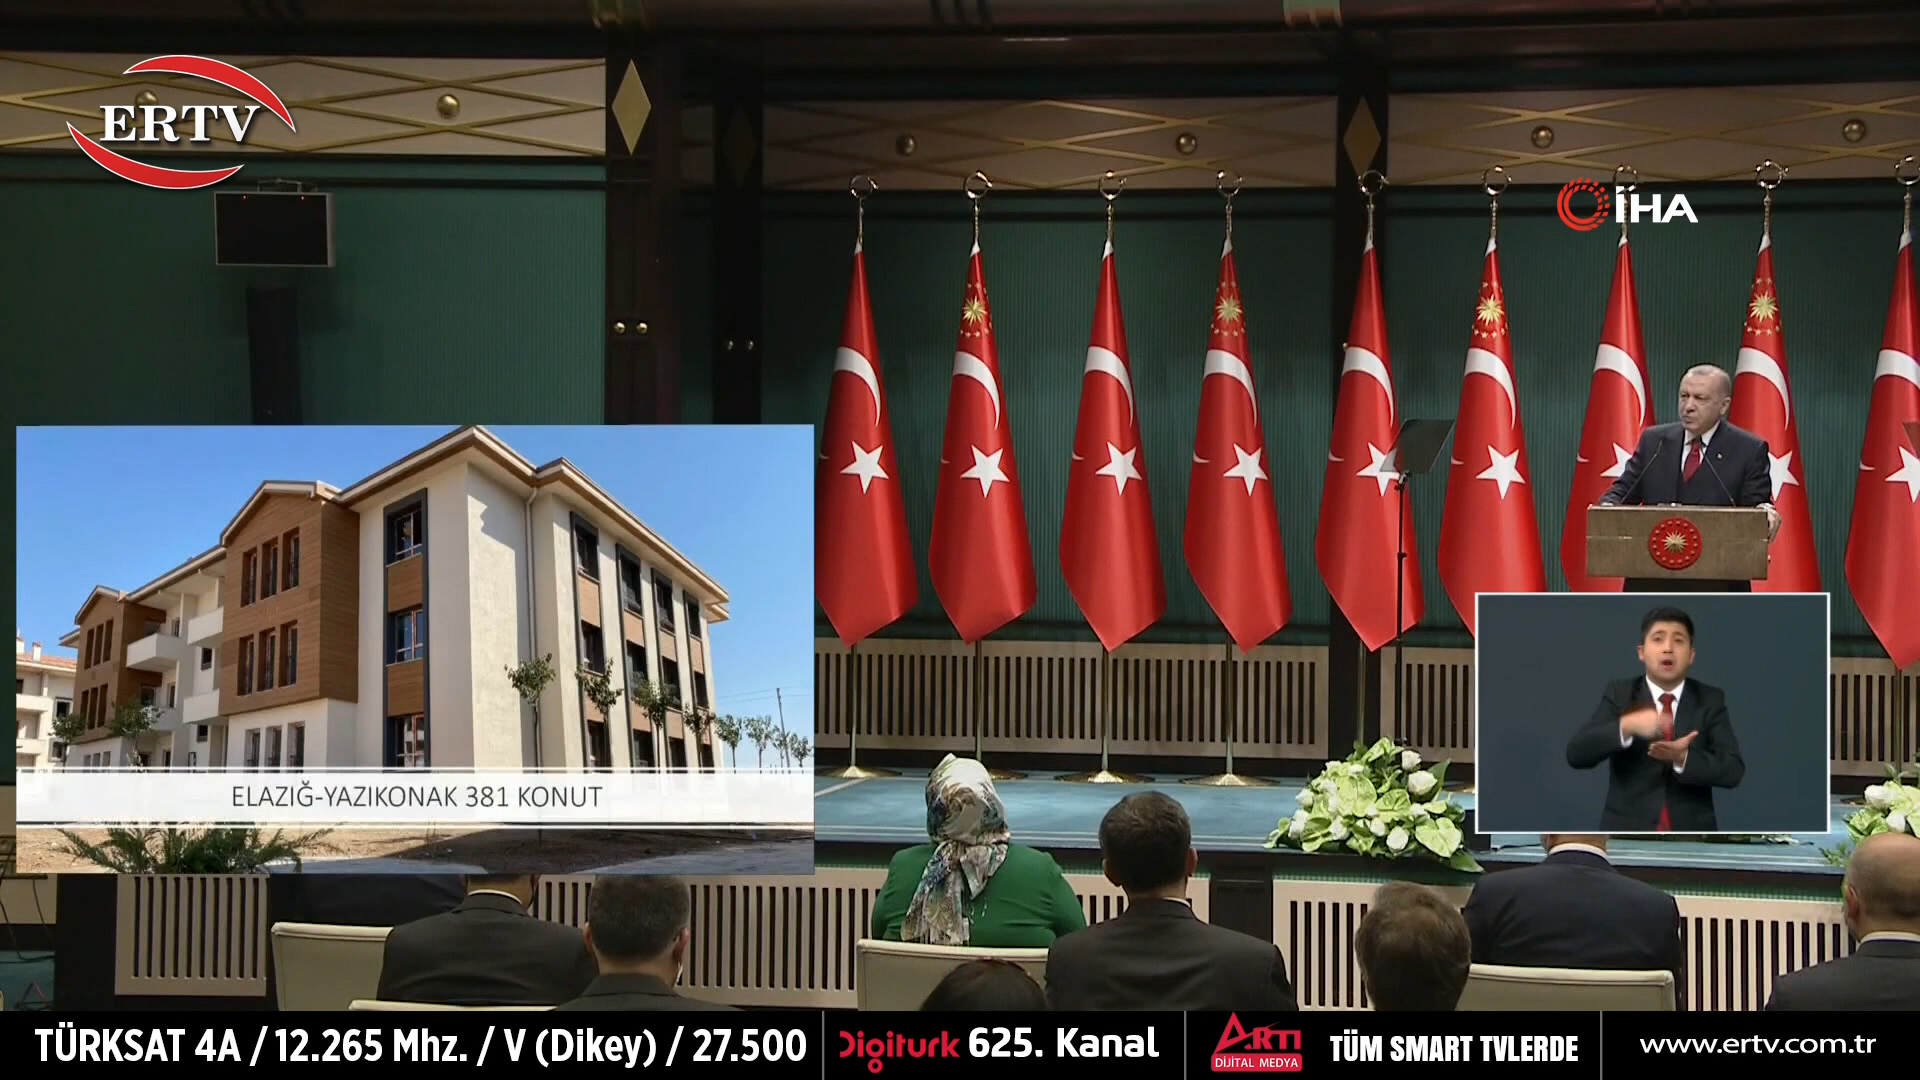 ERTV
İHA
ELAZIĞ-YAZIKONAK 381 KONUT
TÜRKSAT 4A / 12.265 Mhz. / V (Dikey) / 27.500
Digiturk 625. Kanal
ARTI
DİJİTAL MEDYA
TÜM SMART TVLERDE
www.ertv.com.tr